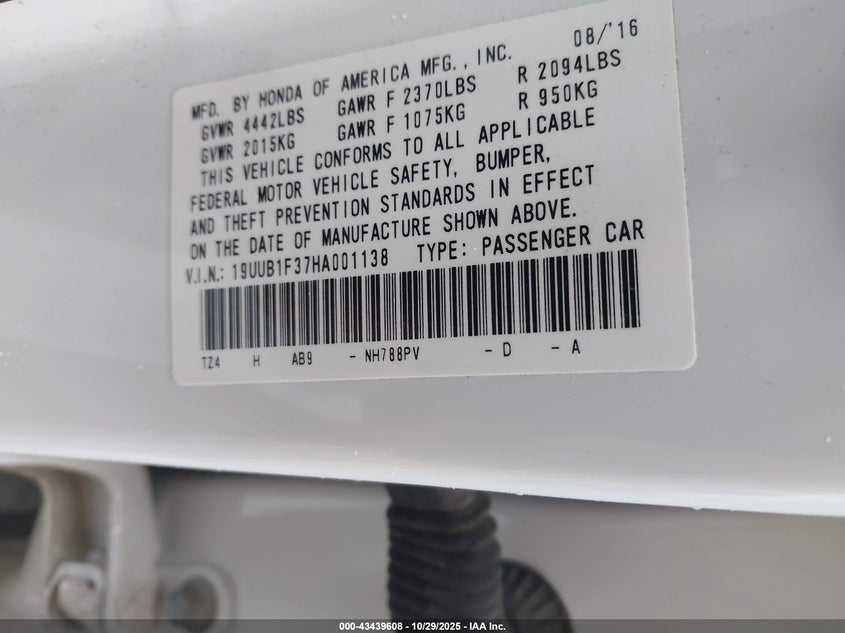 MFD. BY HONDA OF AMERICA MFG., INC. 08/'16
GVWR 4442LBS GAWR F 2370LBS R 2094LBS
GVWR 2015KG GAWR F 1075KG R 950KG
THIS VEHICLE CONFORMS TO ALL APPLICABLE
FEDERAL MOTOR VEHICLE SAFETY, BUMPER,
AND THEFT PREVENTION STANDARDS IN EFFECT
ON THE DATE OF MANUFACTURE SHOWN ABOVE.
V.I.N.: 19UUB1F37HA001138 TYPE: PASSENGER CAR
TZ4 H AB9 - NH788PV - D - A
000-43439608 | 10/29/2025 - IAA Inc.